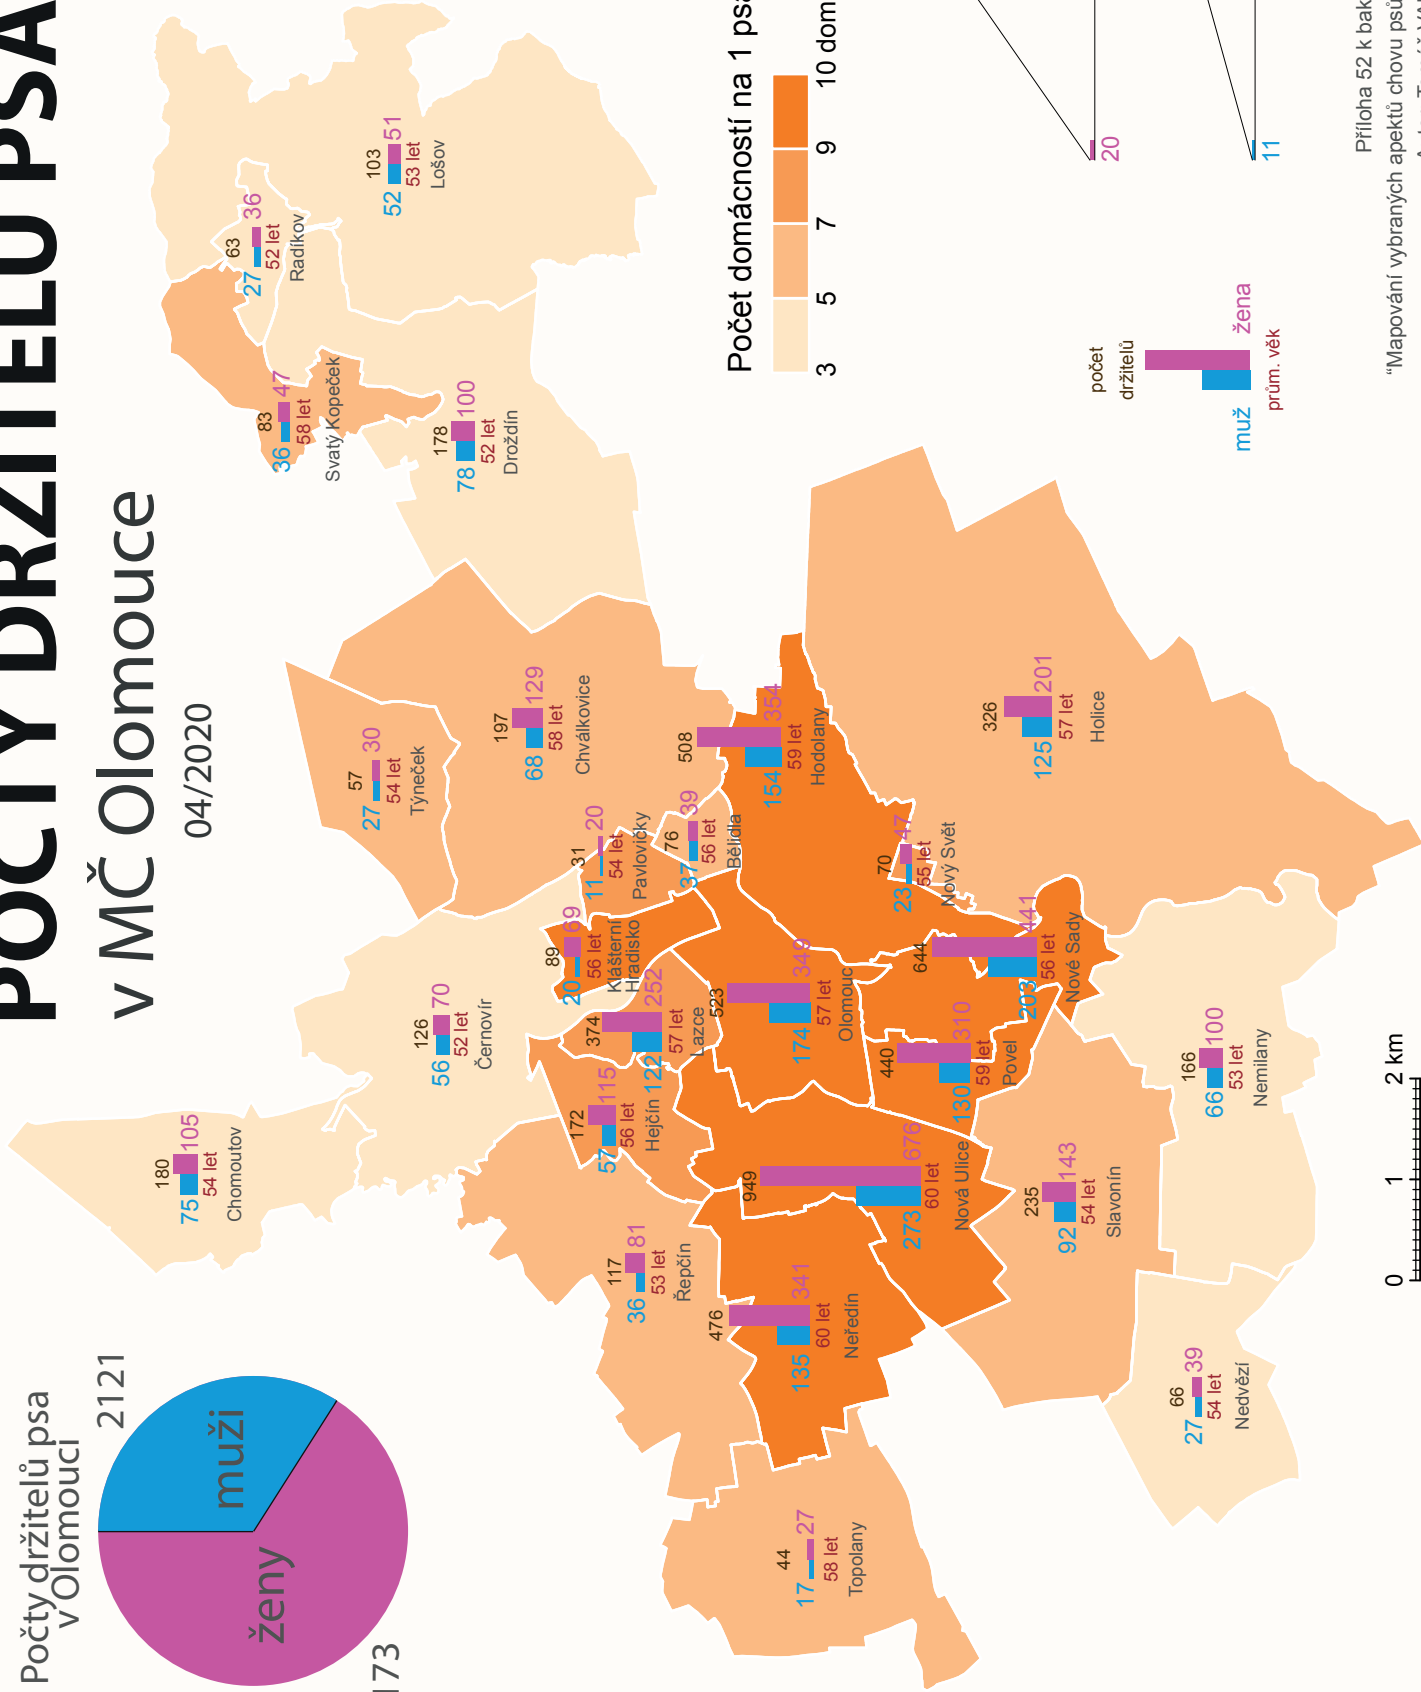 POČTY DRŽITELŮ PSA
v MČ Olomouce
04/2020
Počty držitelů psa
v Olomouci
2121
muži
ženy
173
180
75 105
54 let
Chomoutov
126
56 70
52 let
Černovír
57
27 30
54 let
Týneček
83
36 47
58 let
Svatý Kopeček
63
27 36
52 let
Radíkov
103
52 51
53 let
Lošov
178
78 100
52 let
Droždín
197
68 129
58 let
Chválkovice
31
11 20
54 let
Pavlovičky
76
37 39
56 let
Bělidla
89
20 69
56 let
Klášterní
Hradisko
374
122 252
57 let
Lazce
172
57 115
56 let
Hejčín
117
36 81
53 let
Řepčín
508
154 354
59 let
Hodolany
523
174 349
57 let
Olomouc
949
273 676
60 let
Nová Ulice
476
135 341
60 let
Neředín
44
17 27
58 let
Topolany
440
130 310
59 let
Povel
644
203 441
56 let
Nové Sady
70
23 47
55 let
Nový Svět
326
125 201
57 let
Holice
235
92 143
54 let
Slavonín
166
66 100
53 let
Nemilany
66
27 39
54 let
Nedvězí
Počet domácností na 1 psa
3 5 7 9 10 dom
počet
držitelů
muž žena
prům. věk
20
11
0 1 2 km
Příloha 52 k bak
“Mapování vybraných apektů chovu psů